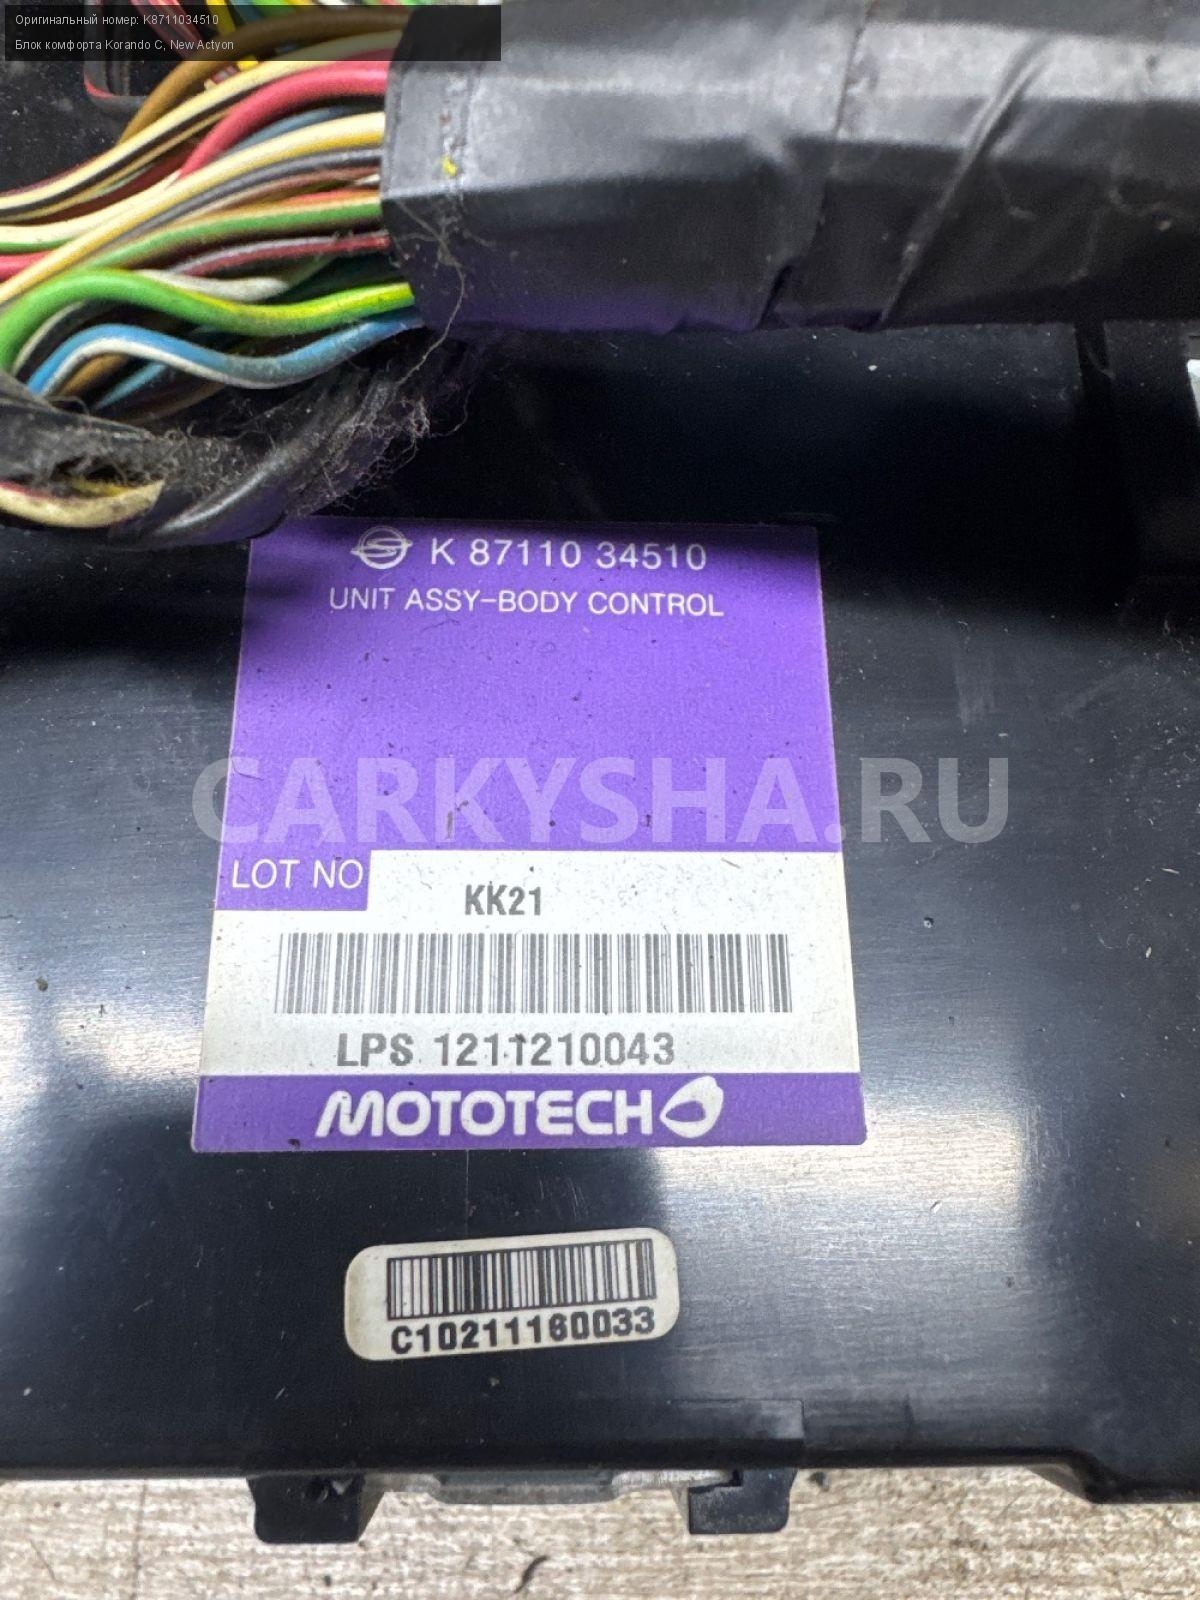 Оригинальный номер: K8711034510
Блок комфорта Korando C, New Actyon
K 87110 34510
UNIT ASSY-BODY CONTROL
CARKYSHA.RU
LOT NO
KK21
LPS 1211210043
MOTOTECH
C10211160033